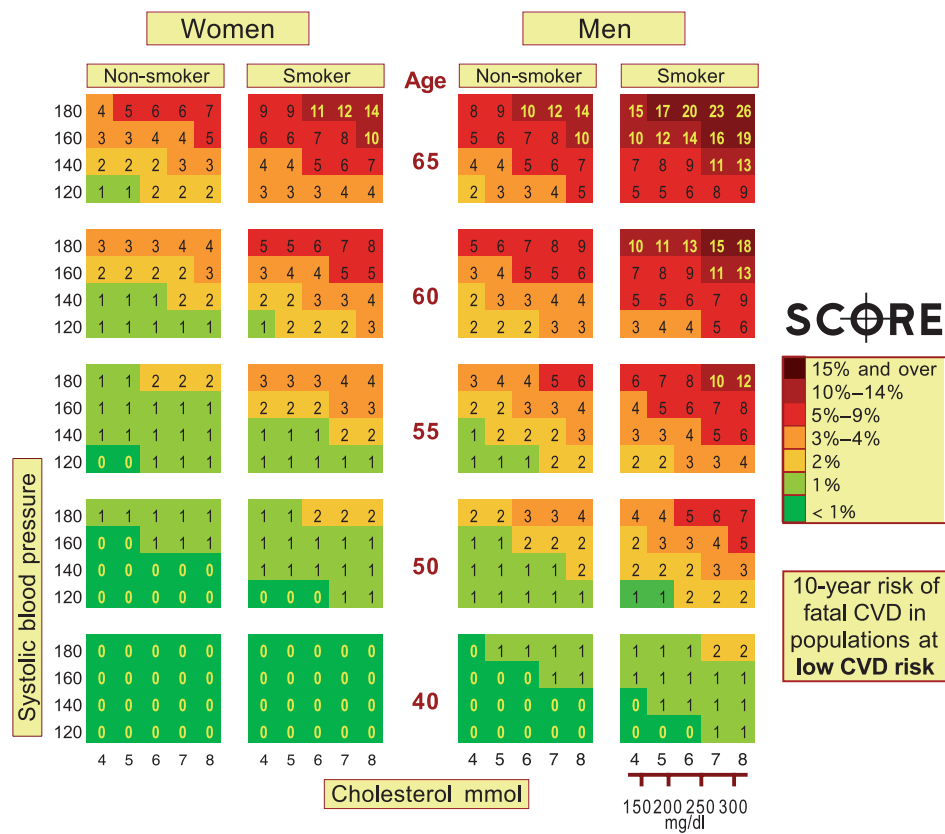 Women Men
Non-smoker Smoker Age Non-smoker Smoker
180 4 5 6 6 7 9 9 11 12 14 8 9 10 12 14 15 17 20 23 26
160 3 3 4 4 5 6 6 7 8 10 5 6 7 8 10 10 12 14 16 19
65
140 2 2 2 3 3 4 4 5 6 7 4 4 5 6 7 7 8 9 11 13
120 1 1 2 2 2 3 3 3 4 4 2 3 3 4 5 5 5 6 8 9
180 3 3 3 4 4 5 5 6 7 8 5 6 7 8 9 10 11 13 15 18
160 2 2 2 2 3 3 4 4 5 5 3 4 5 5 6 7 8 9 11 13
60
140 1 1 1 2 2 2 2 3 3 4 2 3 3 4 4 5 5 6 7 9
120 1 1 1 1 1 1 2 2 2 3 2 2 2 3 3 3 4 4 5 6
180 1 1 2 2 2 3 3 3 4 4 3 4 4 5 6 6 7 8 10 12
160 1 1 1 1 1 2 2 2 3 3 2 2 3 3 4 4 5 6 7 8
55
140 1 1 1 1 1 1 1 1 2 2 1 2 2 2 3 3 3 4 5 6
120 0 0 1 1 1 1 1 1 1 1 1 1 1 2 2 2 2 3 3 4
180 1 1 1 1 1 1 1 2 2 2 2 2 3 3 4 4 4 5 6 7
160 0 0 1 1 1 1 1 1 1 1 1 1 2 2 2 2 3 3 4 5
50
140 0 0 0 0 0 1 1 1 1 1 1 1 1 1 2 2 2 2 3 3
120 0 0 0 0 0 0 0 0 1 1 1 1 1 1 1 1 1 2 2 2
180 0 0 0 0 0 0 0 0 0 0 0 1 1 1 1 1 1 1 2 2
160 0 0 0 0 0 0 0 0 0 0 0 0 0 1 1 1 1 1 1 1
40
140 0 0 0 0 0 0 0 0 0 0 0 0 0 0 0 0 1 1 1 1
120 0 0 0 0 0 0 0 0 0 0 0 0 0 0 0 0 0 0 1 1
4 5 6 7 8 4 5 6 7 8 4 5 6 7 8 4 5 6 7 8
Systolic blood pressure
Cholesterol mmol
150 200 250 300
mg/dl
SCORE
15% and over
10%–14%
5%–9%
3%–4%
2%
1%
< 1%
10-year risk of
fatal CVD in
populations at
low CVD risk